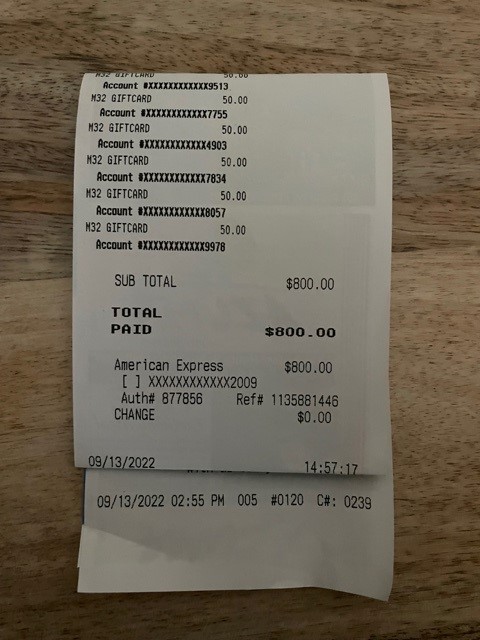 M32 GIFTCARD 50.00
Account #XXXXXXXXXXXX9513
M32 GIFTCARD 50.00
Account #XXXXXXXXXXXX7755
M32 GIFTCARD 50.00
Account #XXXXXXXXXXXX4903
M32 GIFTCARD 50.00
Account #XXXXXXXXXXXX7834
M32 GIFTCARD 50.00
Account #XXXXXXXXXXXX8057
M32 GIFTCARD 50.00
Account #XXXXXXXXXXXX9978
SUB TOTAL $800.00
TOTAL
PAID $800.00
American Express $800.00
[ ] XXXXXXXXXXXX2009
Auth# 877856 Ref# 1135881446
CHANGE $0.00
09/13/2022 14:57:17
09/13/2022 02:55 PM 005 #0120 C#: 0239